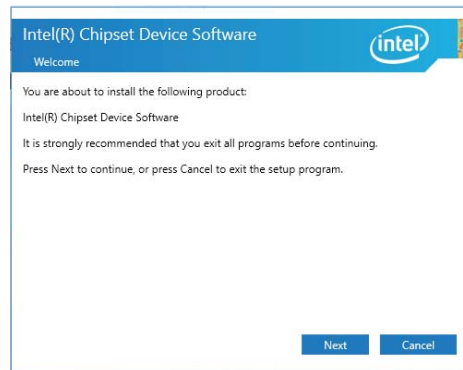 Intel(R) Chipset Device Software
intel
Welcome
You are about to install the following product:
Intel(R) Chipset Device Software
It is strongly recommended that you exit all programs before continuing.
Press Next to continue, or press Cancel to exit the setup program.
Next Cancel